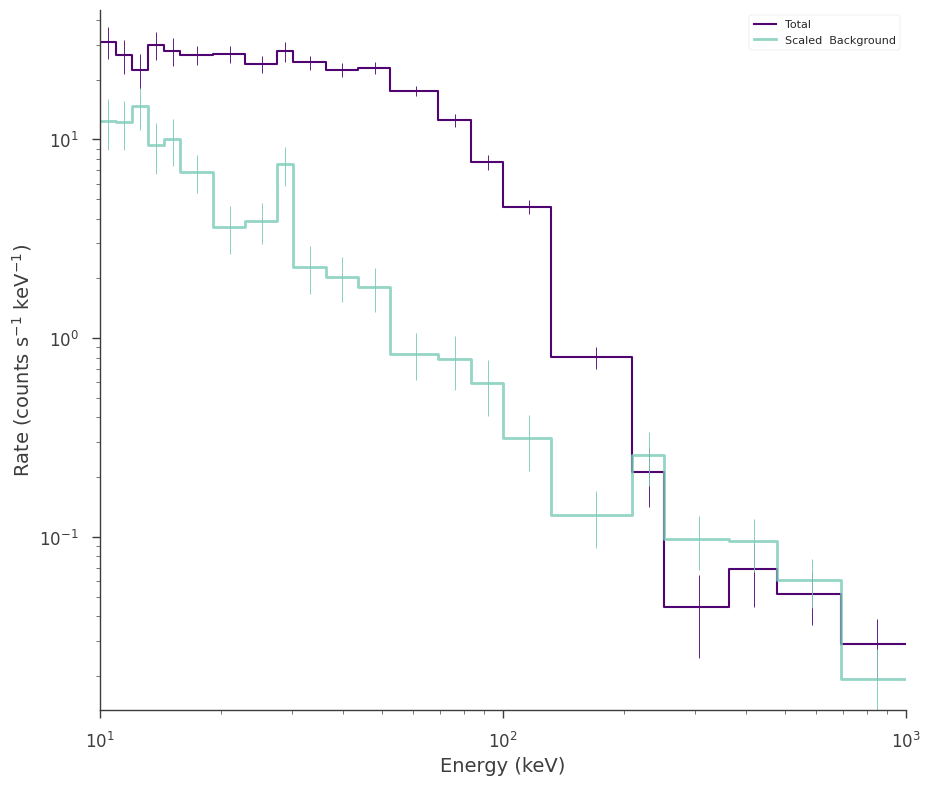 Total
Scaled  Background
Rate (counts s⁻¹ keV⁻¹)
10¹
10⁰
10⁻¹
10¹
10²
10³
Energy (keV)